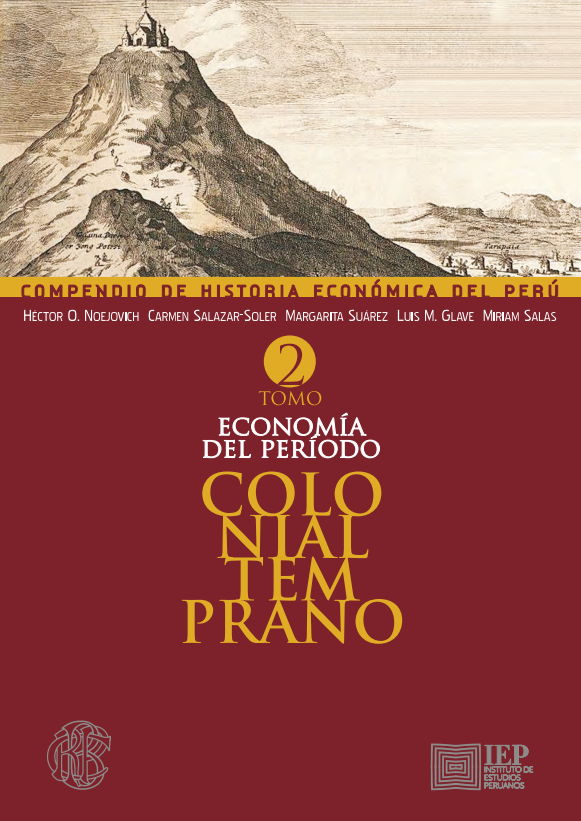 Tarapaia
COMPENDIO DE HISTORIA ECONÓMICA DEL PERÚ
HÉCTOR O. NOEJOVICH CARMEN SALAZAR-SOLER MARGARITA SUÁREZ LUIS M. GLAVE MIRIAM SALAS
2
TOMO
ECONOMÍA
DEL PERÍODO
COLO
NIAL
TEM
PRANO
IEP
INSTITUTO DE
ESTUDIOS
PERUANOS